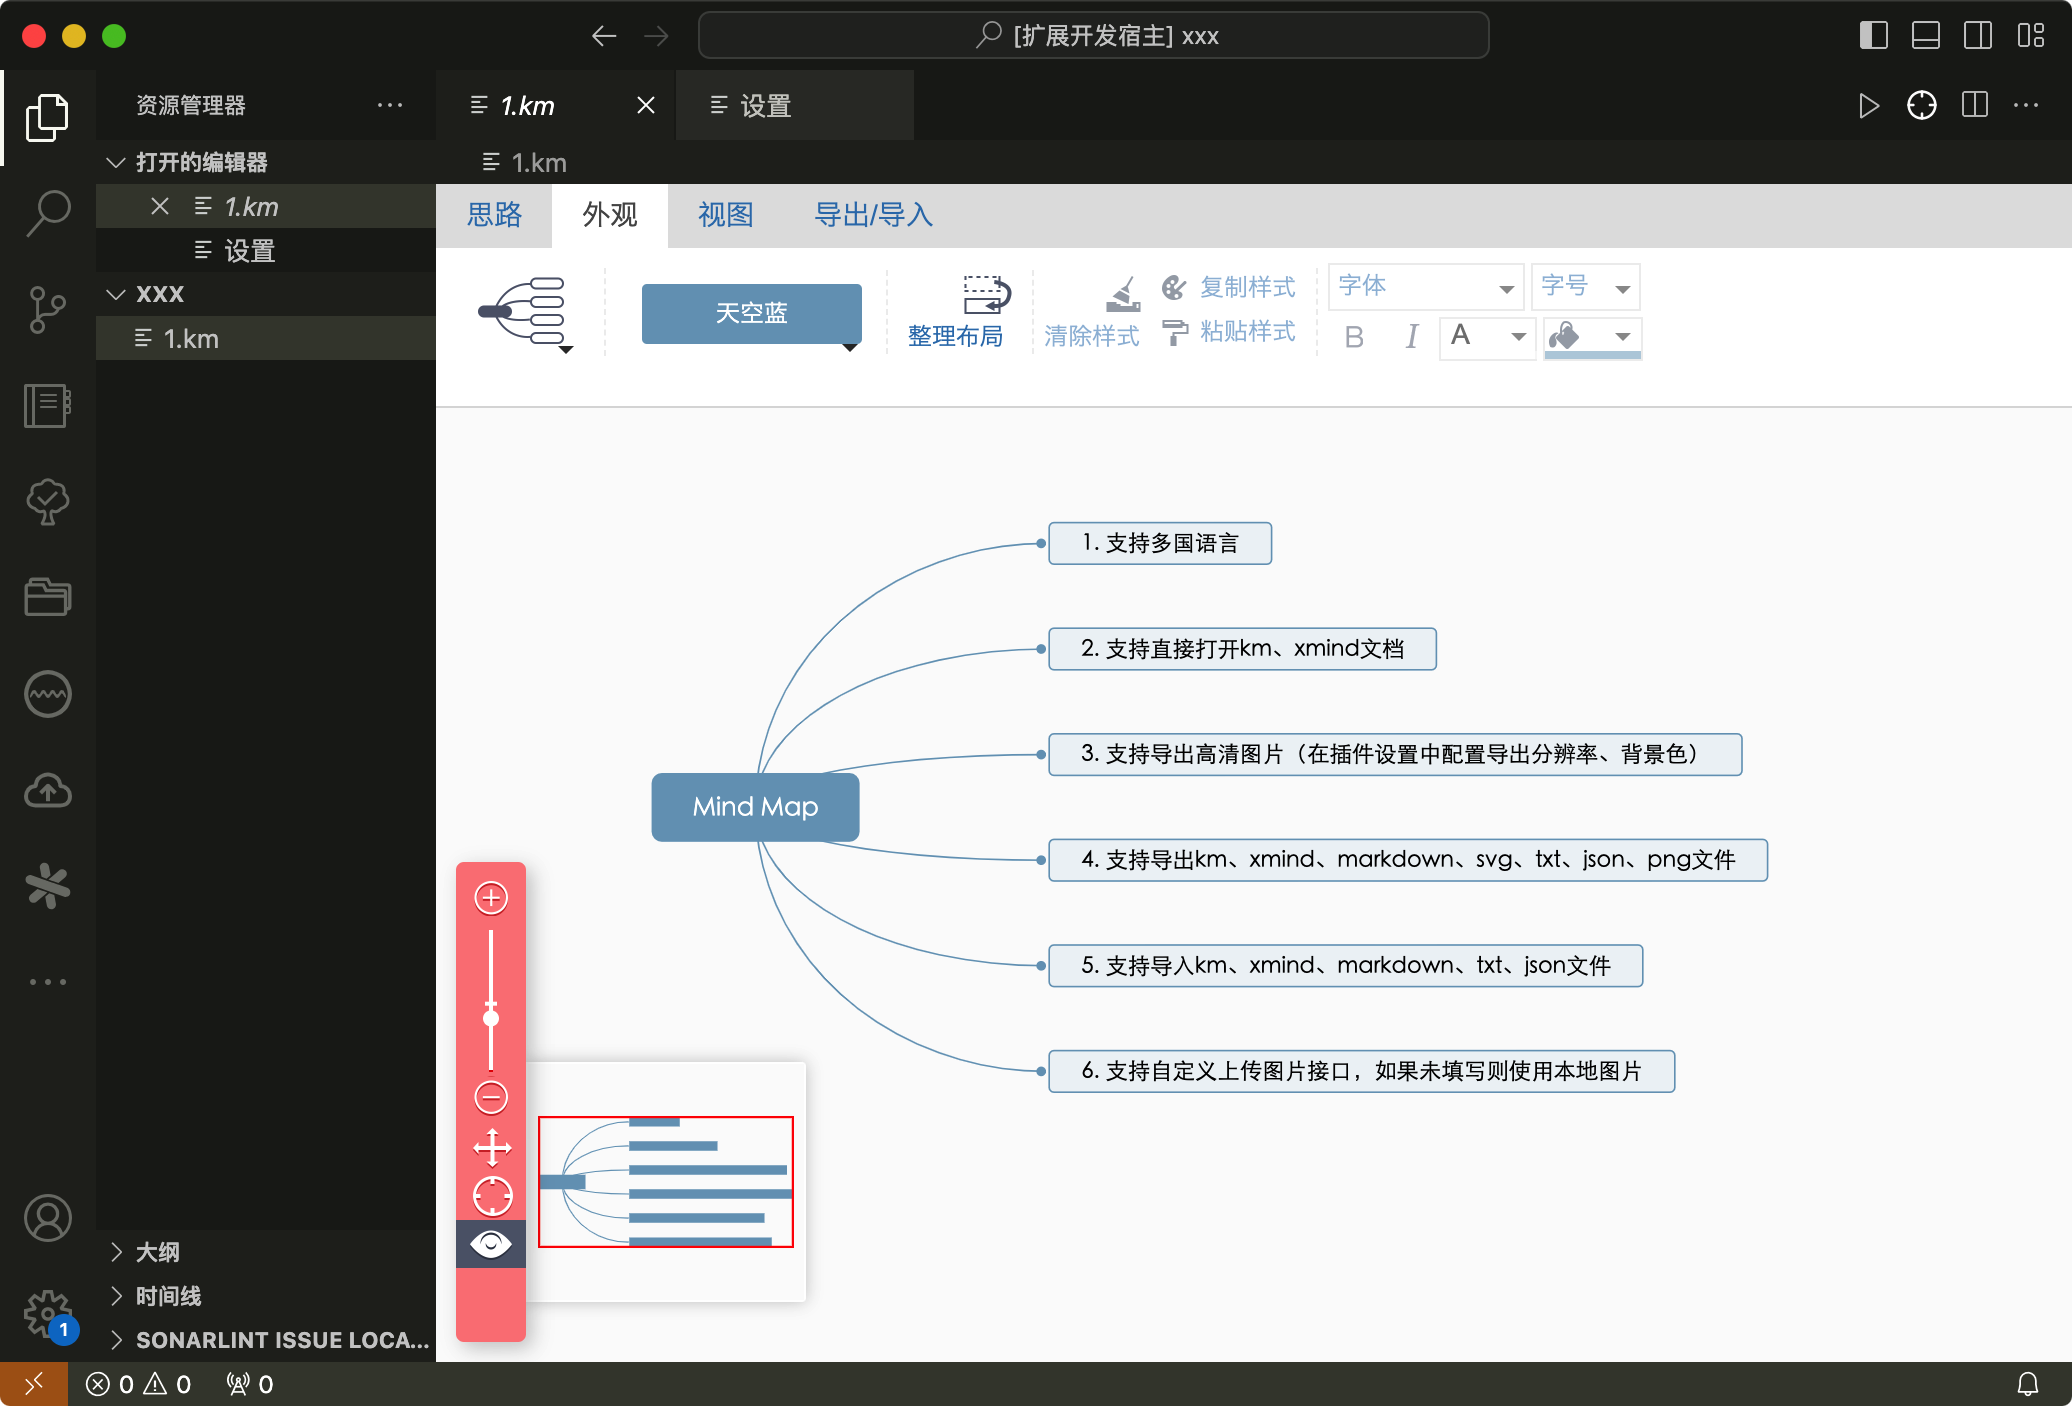 [扩展开发宿主] xxx
资源管理器
1.km
设置
打开的编辑器
1.km
1.km
设置
XXX
1.km
思路
外观
视图
导出/导入
天空蓝
整理布局
清除样式
复制样式
粘贴样式
字体
字号
B
I
A
1. 支持多国语言
2. 支持直接打开km、xmind文档
3. 支持导出高清图片（在插件设置中配置导出分辨率、背景色）
Mind Map
4. 支持导出km、xmind、markdown、svg、txt、json、png文件
5. 支持导入km、xmind、markdown、txt、json文件
6. 支持自定义上传图片接口，如果未填写则使用本地图片
大纲
时间线
1
SONARLINT ISSUE LOCA...
0 0 0